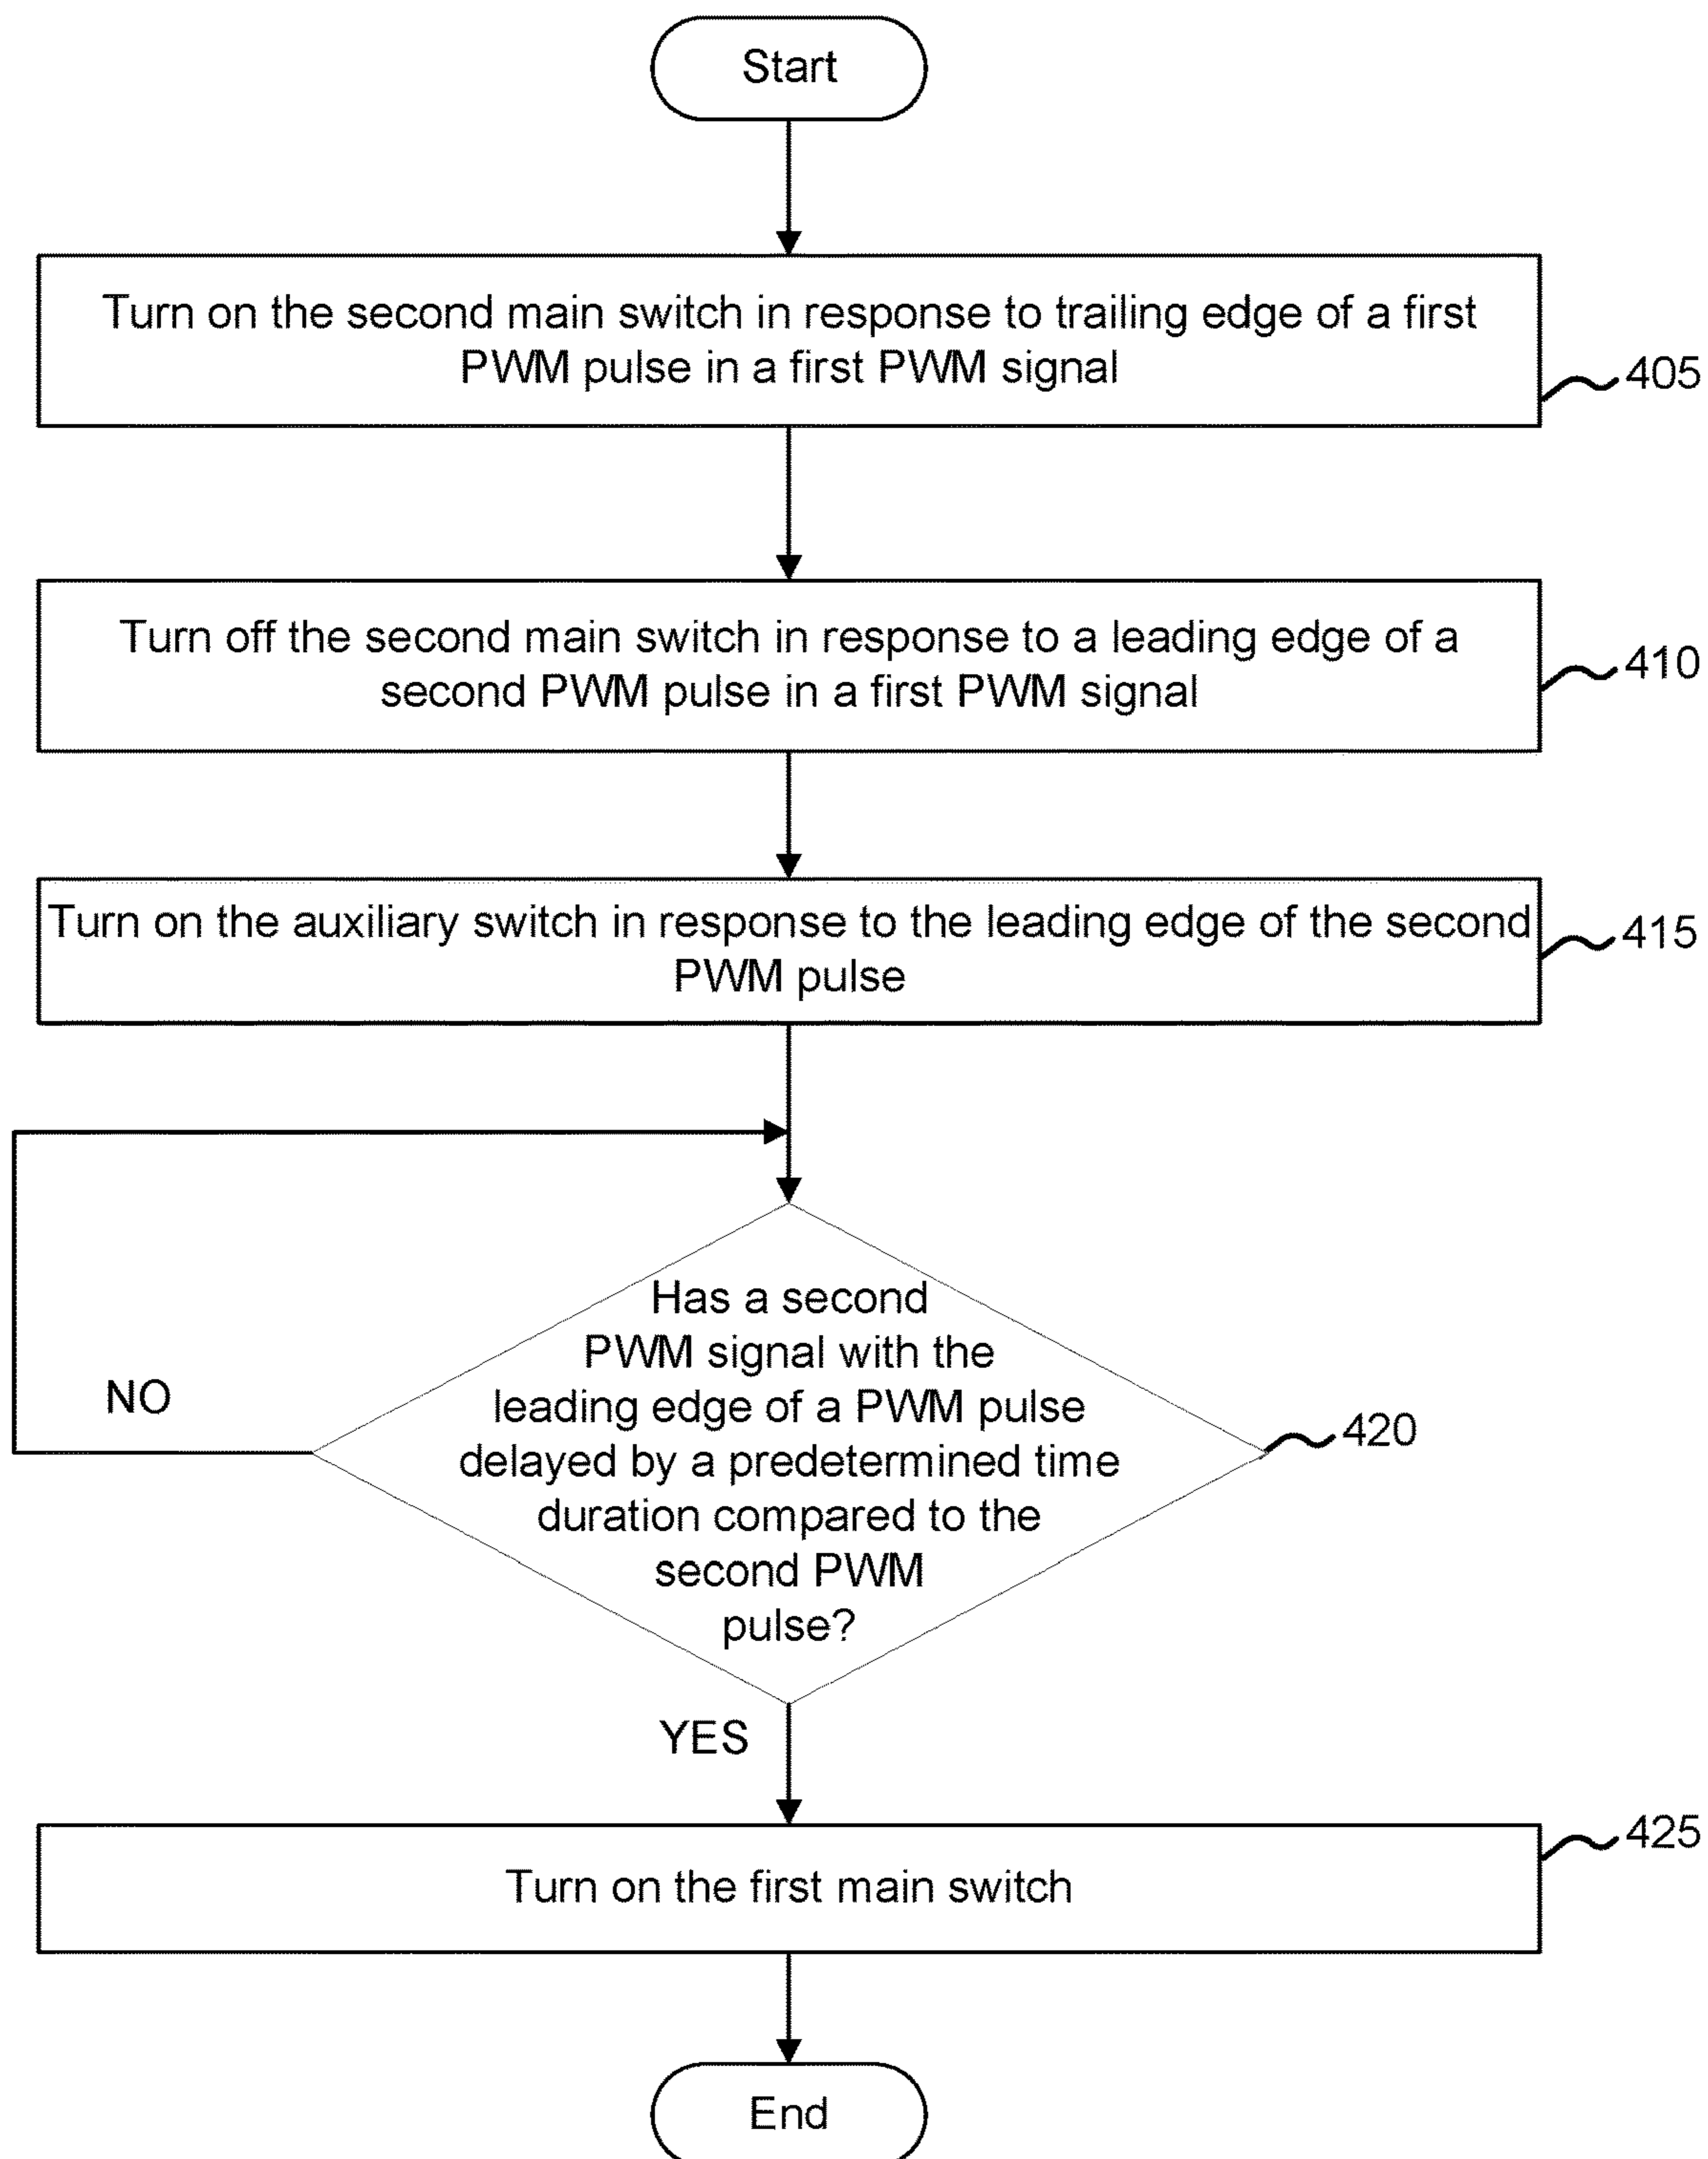 Start
Turn on the second main switch in response to trailing edge of a first
PWM pulse in a first PWM signal
405
Turn off the second main switch in response to a leading edge of a
second PWM pulse in a first PWM signal
410
Turn on the auxiliary switch in response to the leading edge of the second
PWM pulse
415
Has a second
PWM signal with the
leading edge of a PWM pulse
delayed by a predetermined time
duration compared to the
second PWM
pulse?
NO
420
YES
Turn on the first main switch
425
End